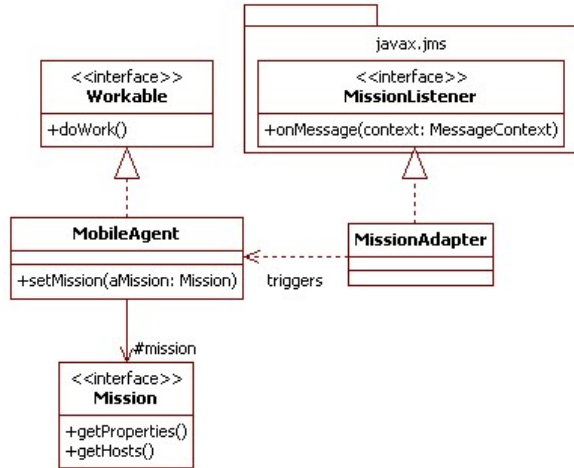 javax.jms
<<interface>>
Workable
+doWork()
<<interface>>
MissionListener
+onMessage(context: MessageContext)
MobileAgent
+setMission(aMission: Mission)
MissionAdapter
triggers
#mission
<<interface>>
Mission
+getProperties()
+getHosts()